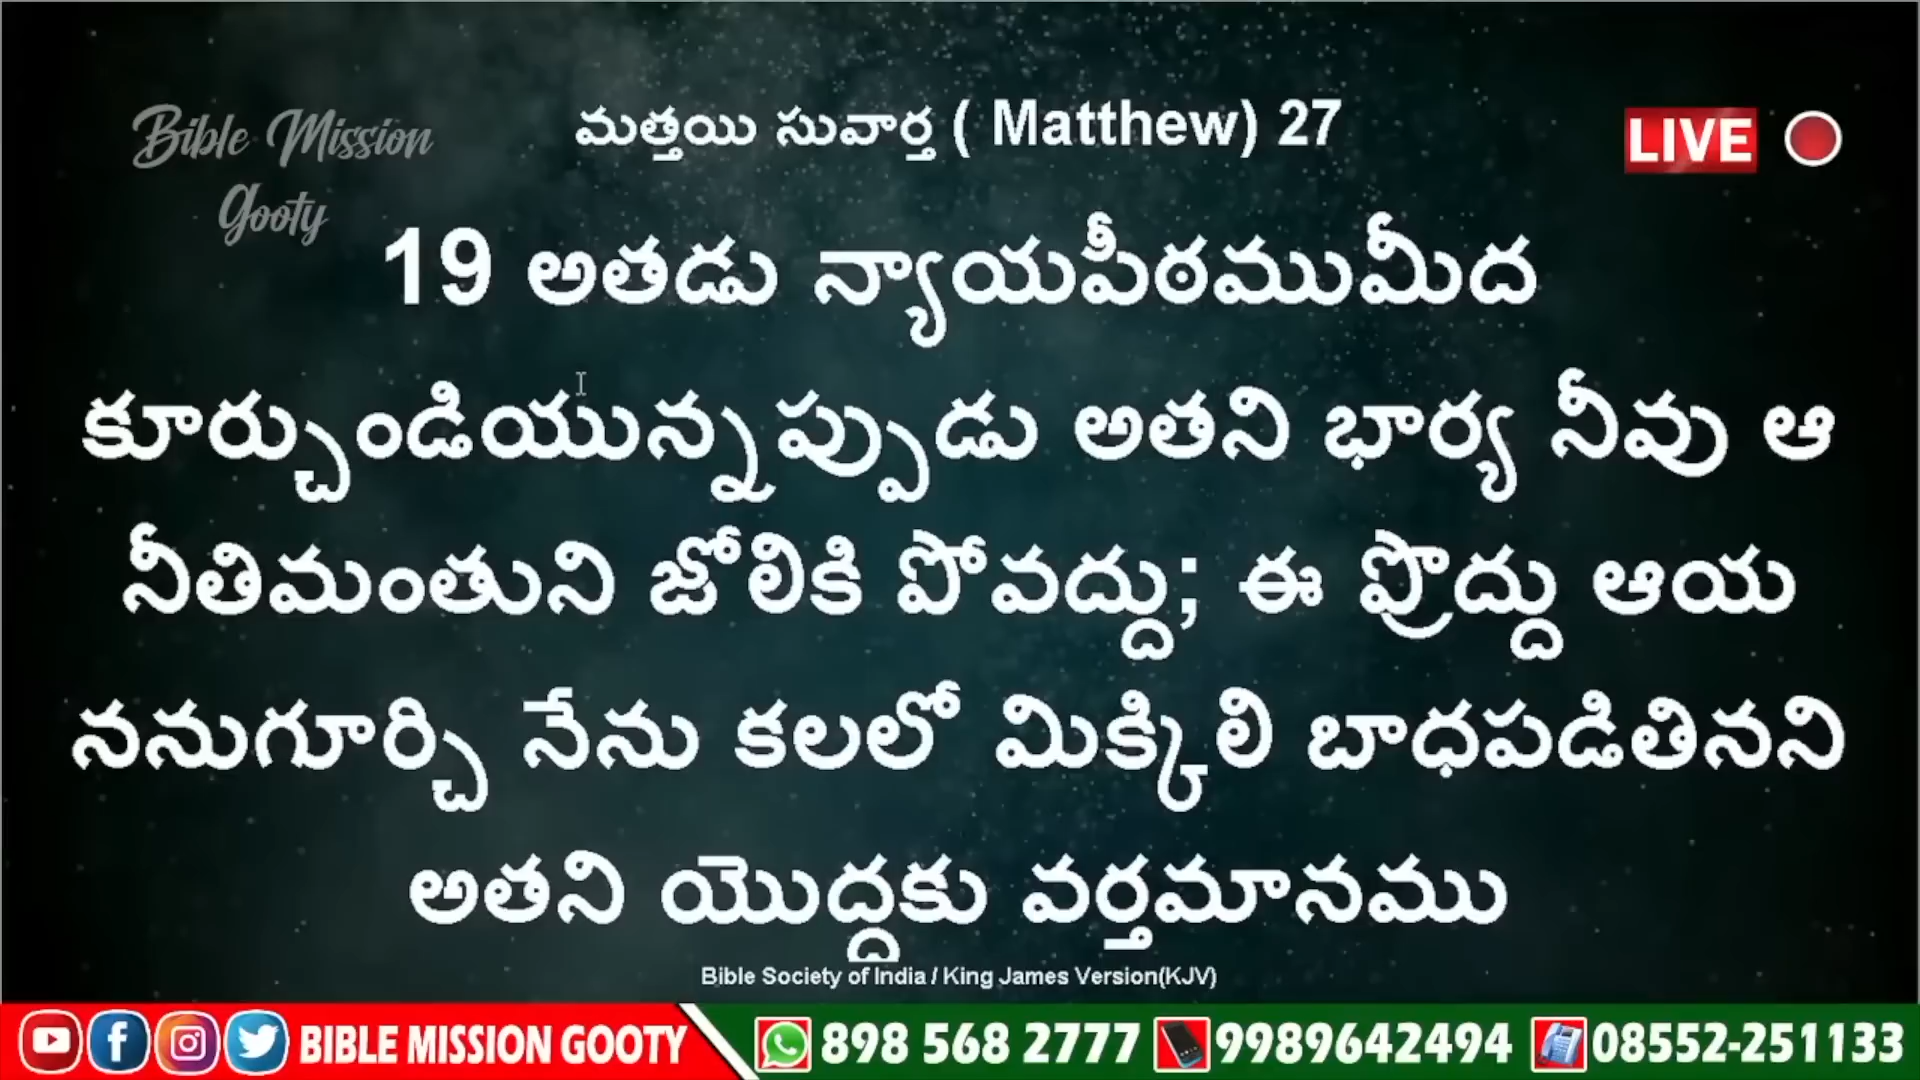 Bible Mission
Gooty
మత్తయి సువార్త ( Matthew) 27
LIVE
19 అతడు న్యాయపీఠముమీద
కూర్చుండియున్నప్పుడు అతని భార్య నీవు ఆ
నీతిమంతుని జోలికి పోవద్దు; ఈ ప్రొద్దు ఆయ
ననుగూర్చి నేను కలలో మిక్కిలి బాధపడితినని
అతని యొద్దకు వర్తమానము
Bible Society of India / King James Version(KJV)
BIBLE MISSION GOOTY 898 568 2777 9989642494 08552-251133